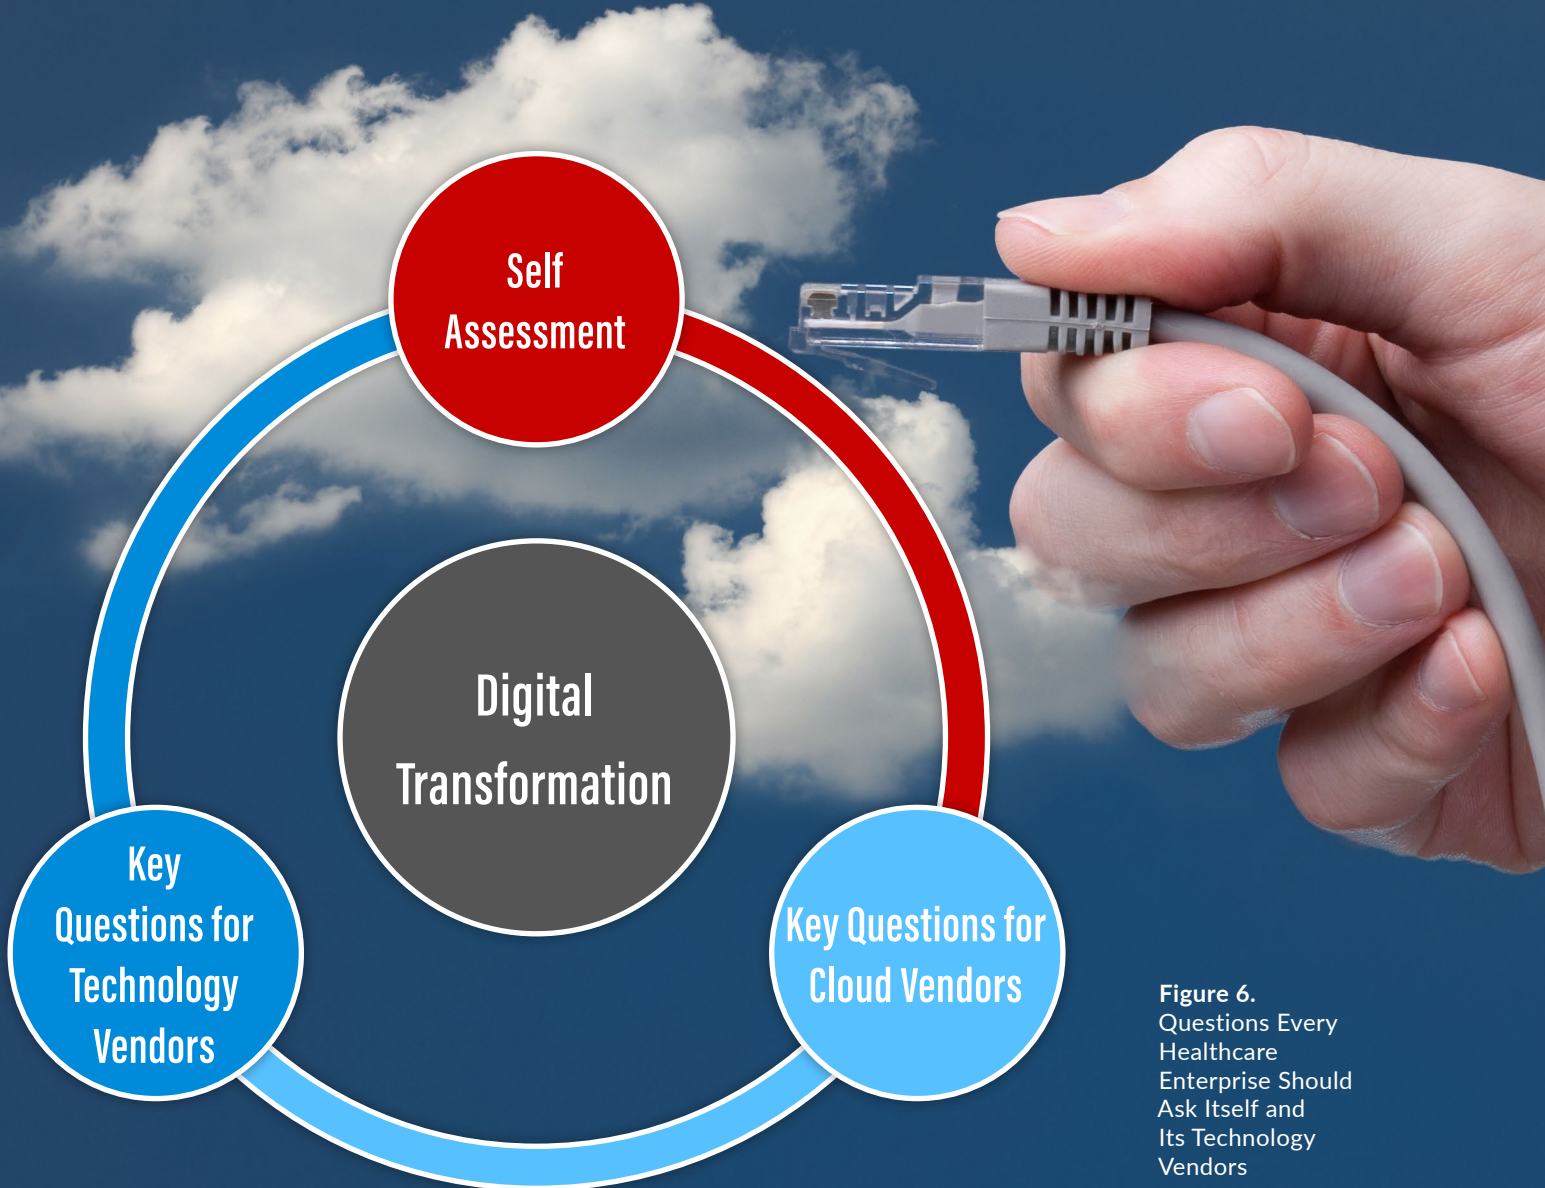 Self
Assessment
Digital
Transformation
Key
Questions for
Technology
Vendors
Key Questions for
Cloud Vendors
Figure 6.
Questions Every
Healthcare
Enterprise Should
Ask Itself and
Its Technology
Vendors